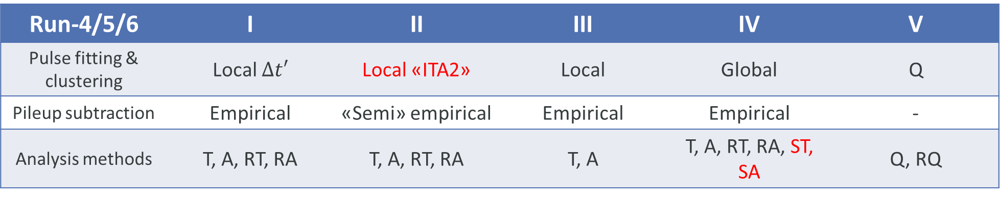 Run-4/5/6 I II III IV V
Pulse fitting &
clustering Local Δt′ Local «ITA2» Local Global Q
Pileup subtraction Empirical «Semi» empirical Empirical Empirical -
Analysis methods T, A, RT, RA T, A, RT, RA T, A T, A, RT, RA, ST,
SA Q, RQ